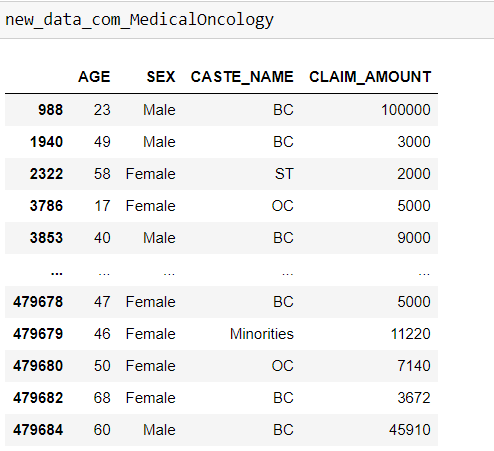 new_data_com_MedicalOncology
AGE SEX CASTE_NAME CLAIM_AMOUNT
988 23 Male BC 100000
1940 49 Male BC 3000
2322 58 Female ST 2000
3786 17 Female OC 5000
3853 40 Male BC 9000
... ... ... ... ...
479678 47 Female BC 5000
479679 46 Female Minorities 11220
479680 50 Female OC 7140
479682 68 Female BC 3672
479684 60 Male BC 45910